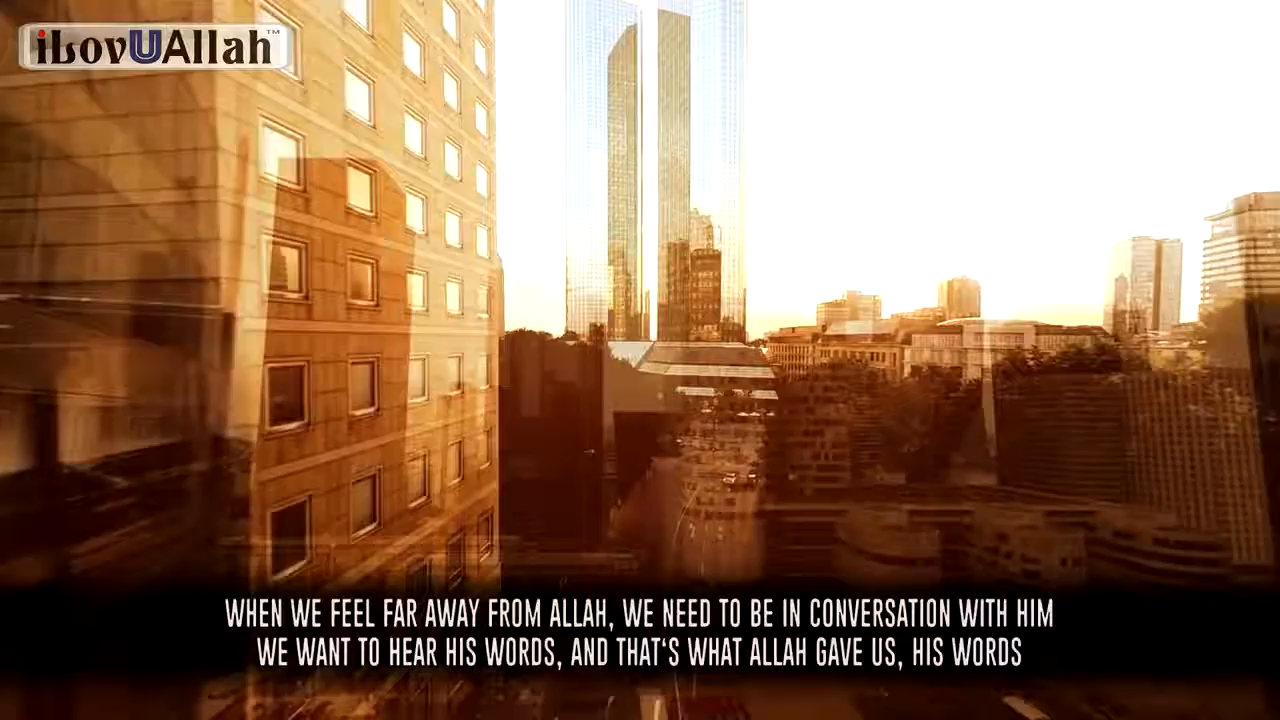 iLovUAllah™
WHEN WE FEEL FAR AWAY FROM ALLAH, WE NEED TO BE IN CONVERSATION WITH HIM
WE WANT TO HEAR HIS WORDS, AND THAT'S WHAT ALLAH GAVE US, HIS WORDS